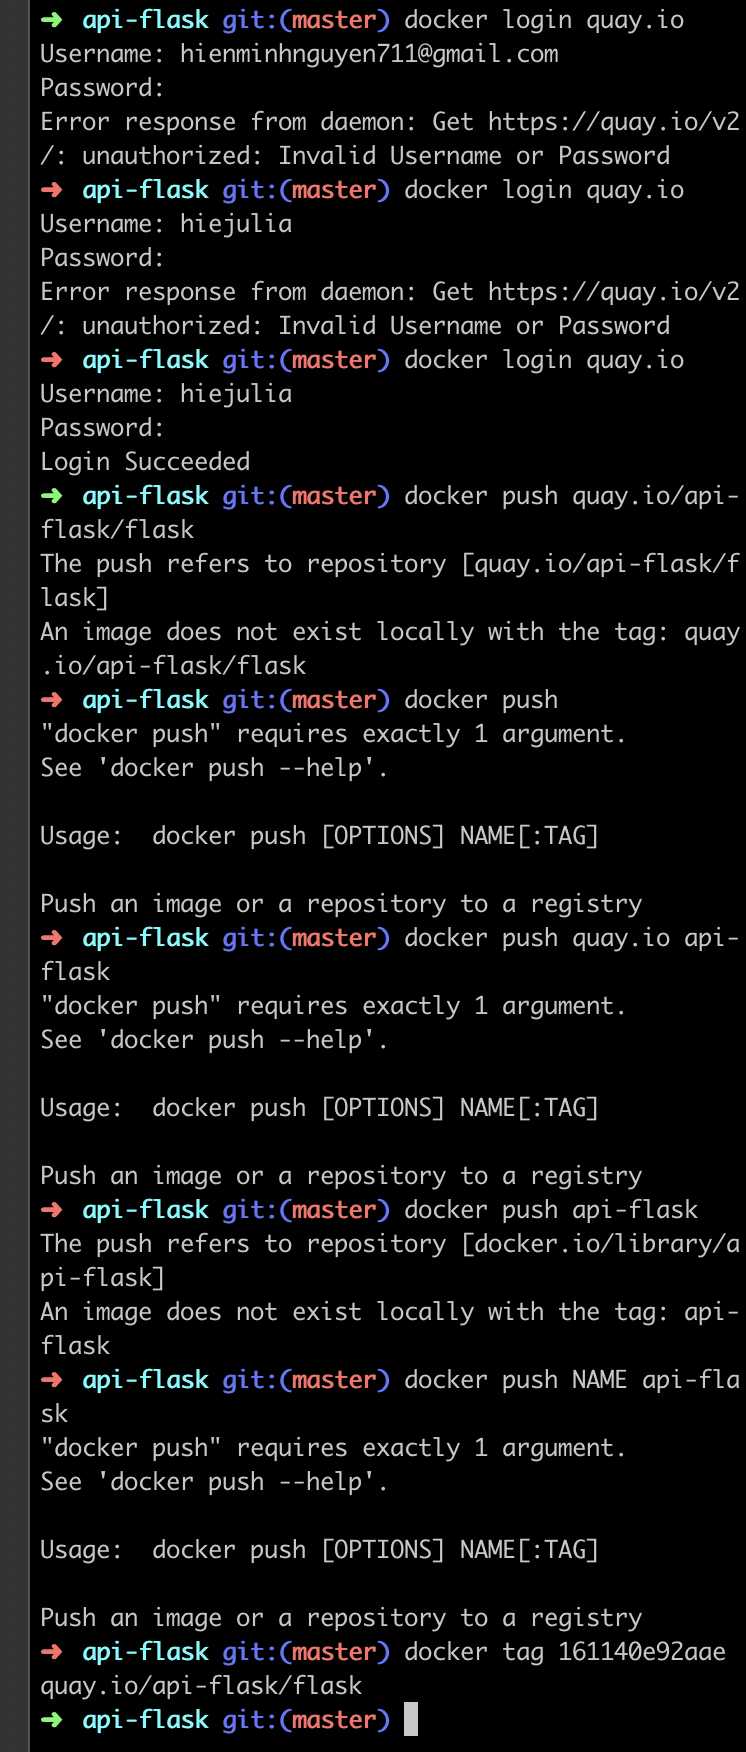 ➜ api-flask git:(master) docker login quay.io
Username: hienminhnguyen711@gmail.com
Password:
Error response from daemon: Get https://quay.io/v2
/: unauthorized: Invalid Username or Password
➜ api-flask git:(master) docker login quay.io
Username: hiejulia
Password:
Error response from daemon: Get https://quay.io/v2
/: unauthorized: Invalid Username or Password
➜ api-flask git:(master) docker login quay.io
Username: hiejulia
Password:
Login Succeeded
➜ api-flask git:(master) docker push quay.io/api-
flask/flask
The push refers to repository [quay.io/api-flask/f
lask]
An image does not exist locally with the tag: quay
.io/api-flask/flask
➜ api-flask git:(master) docker push
"docker push" requires exactly 1 argument.
See 'docker push --help'.

Usage:  docker push [OPTIONS] NAME[:TAG]

Push an image or a repository to a registry
➜ api-flask git:(master) docker push quay.io api-
flask
"docker push" requires exactly 1 argument.
See 'docker push --help'.

Usage:  docker push [OPTIONS] NAME[:TAG]

Push an image or a repository to a registry
➜ api-flask git:(master) docker push api-flask
The push refers to repository [docker.io/library/a
pi-flask]
An image does not exist locally with the tag: api-
flask
➜ api-flask git:(master) docker push NAME api-fla
sk
"docker push" requires exactly 1 argument.
See 'docker push --help'.

Usage:  docker push [OPTIONS] NAME[:TAG]

Push an image or a repository to a registry
➜ api-flask git:(master) docker tag 161140e92aae
quay.io/api-flask/flask
➜ api-flask git:(master)